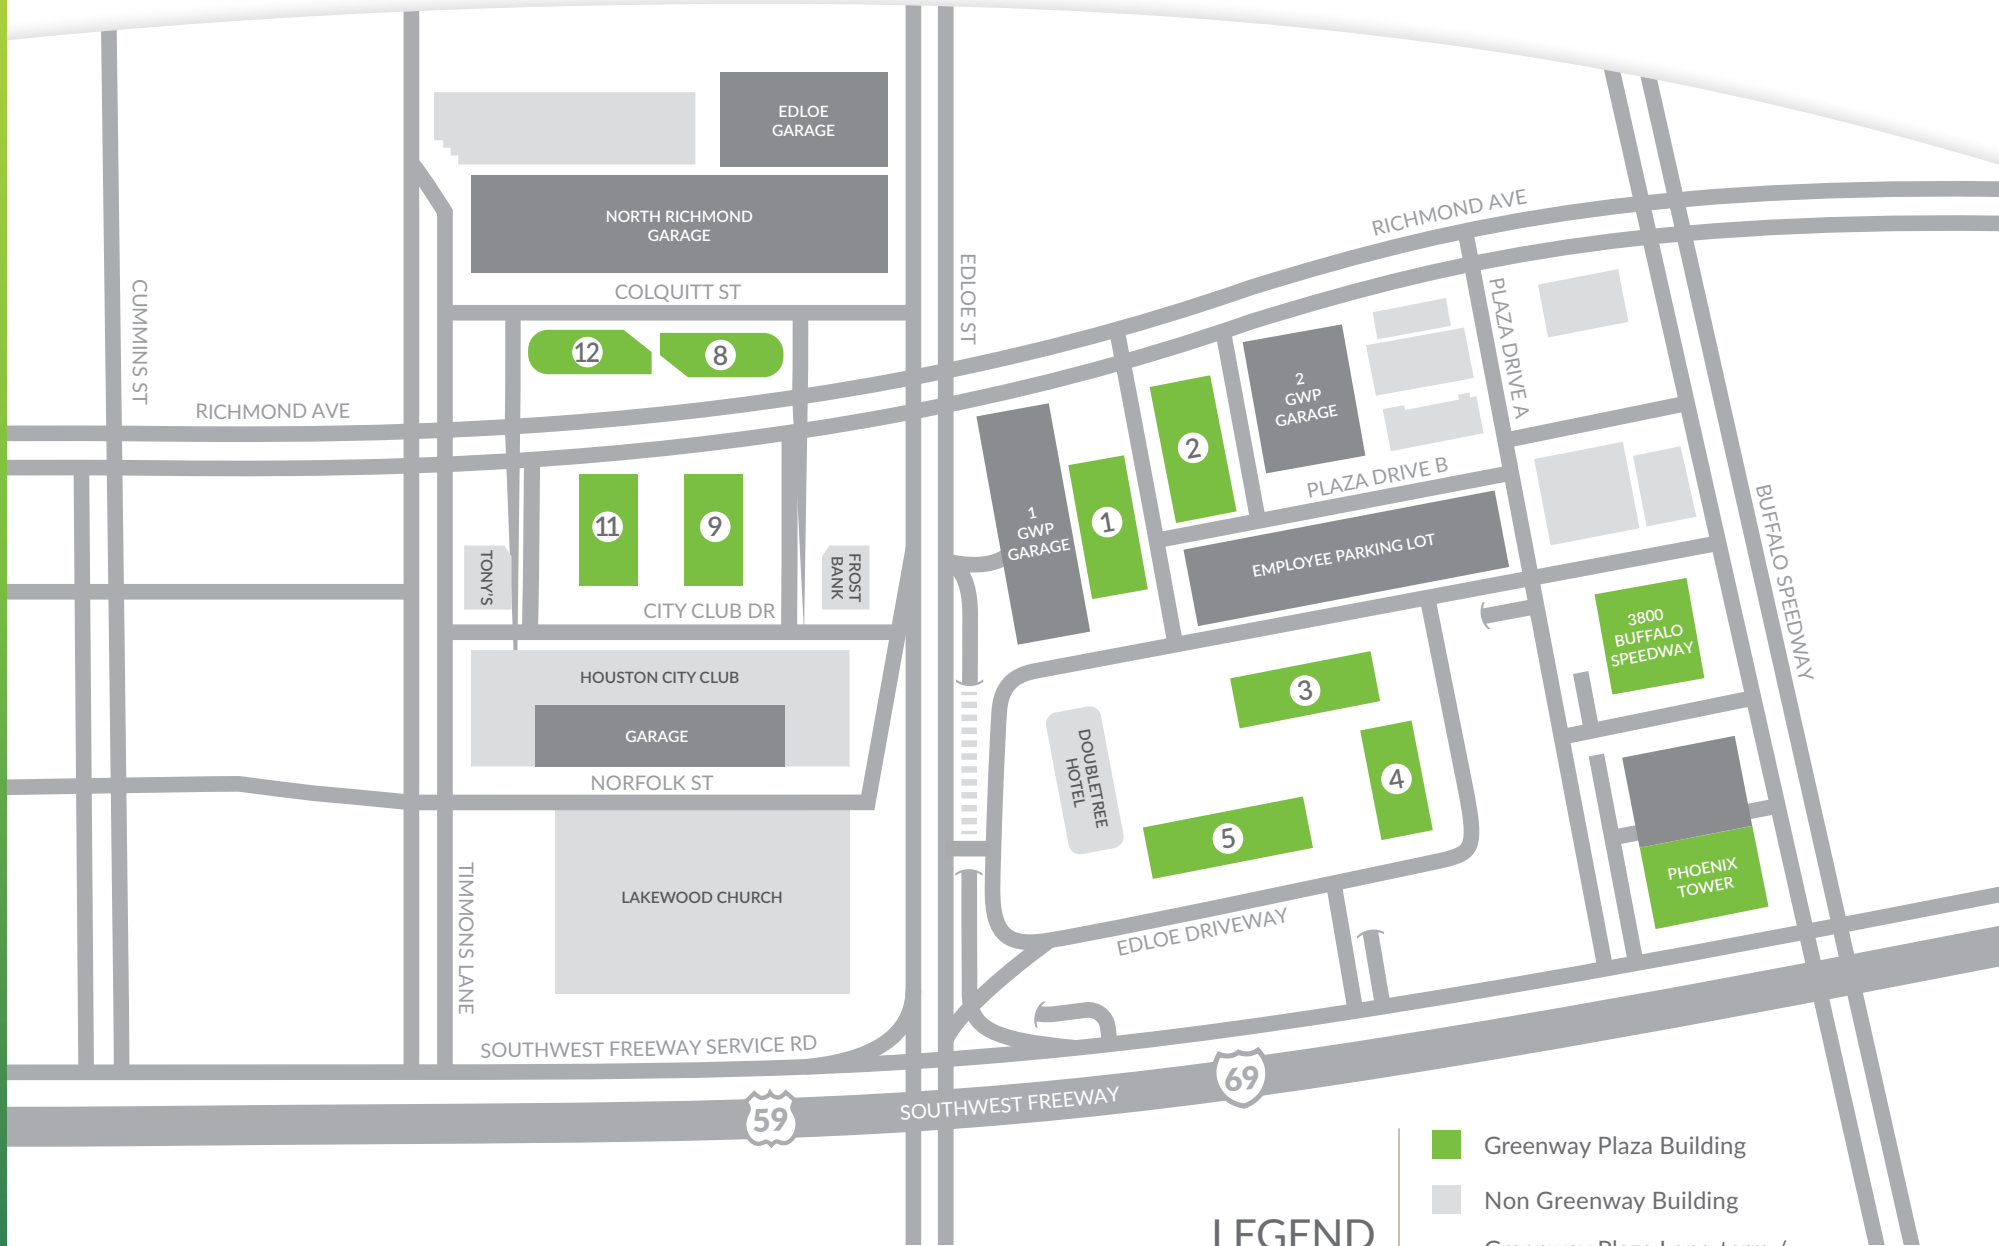 EDLOE
GARAGE
NORTH RICHMOND
GARAGE
COLQUITT ST
EDLOE ST
CUMMINS ST
RICHMOND AVE
12
8
RICHMOND AVE
PLAZA DRIVE A
2
GWP
GARAGE
2
PLAZA DRIVE B
1
GWP
GARAGE
1
11
9
TONY'S
FROST
BANK
CITY CLUB DR
EMPLOYEE PARKING LOT
BUFFALO SPEEDWAY
3800
BUFFALO
SPEEDWAY
HOUSTON CITY CLUB
GARAGE
NORFOLK ST
3
DOUBLETREE
HOTEL
4
5
PHOENIX
TOWER
LAKEWOOD CHURCH
TIMMONS LANE
EDLOE DRIVEWAY
SOUTHWEST FREEWAY SERVICE RD
59
SOUTHWEST FREEWAY
69
LEGEND
Greenway Plaza Building
Non Greenway Building
Greenway Plaza Long-term /